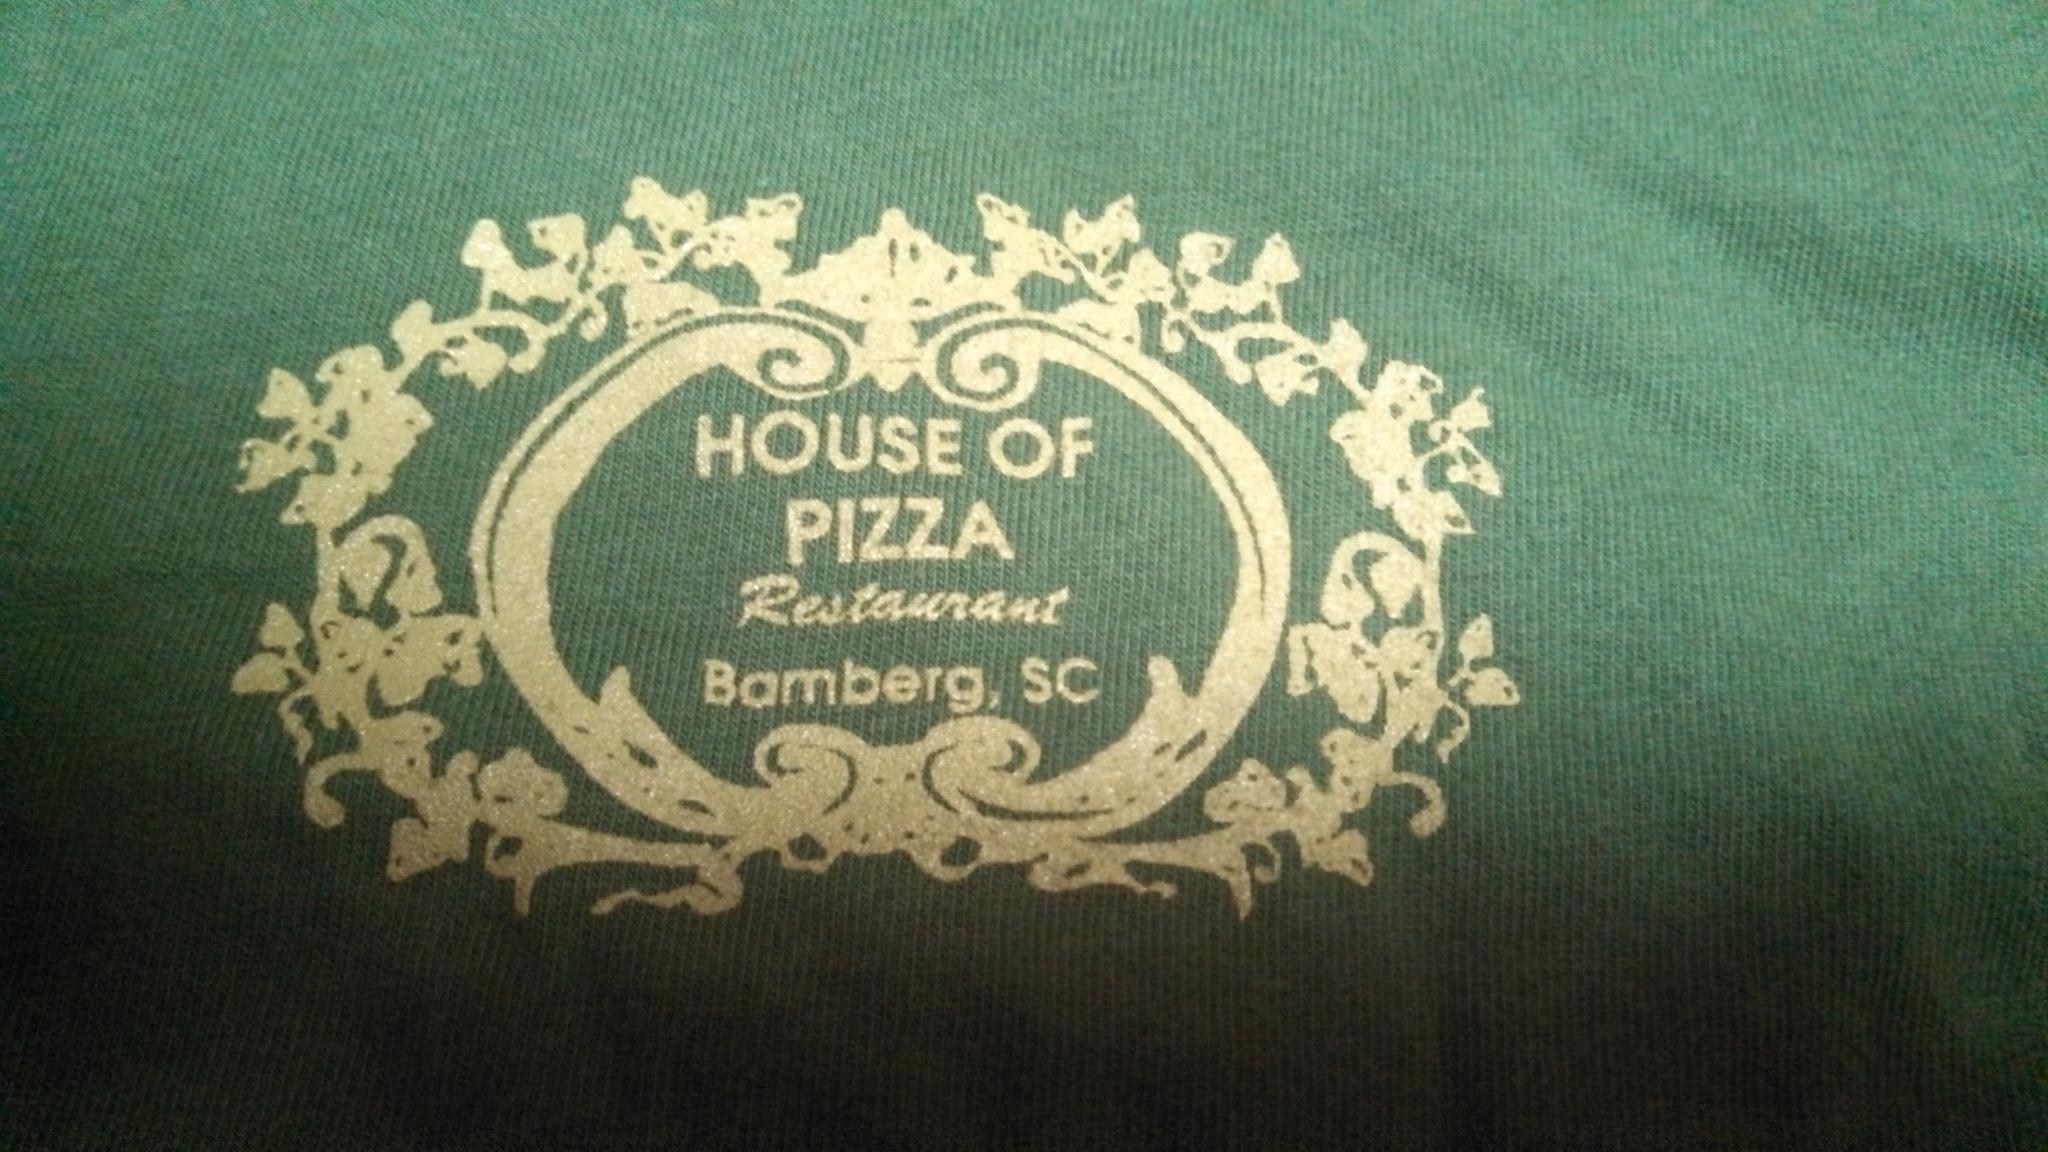 HOUSE OF
PIZZA
Restaurant
Bamberg, SC